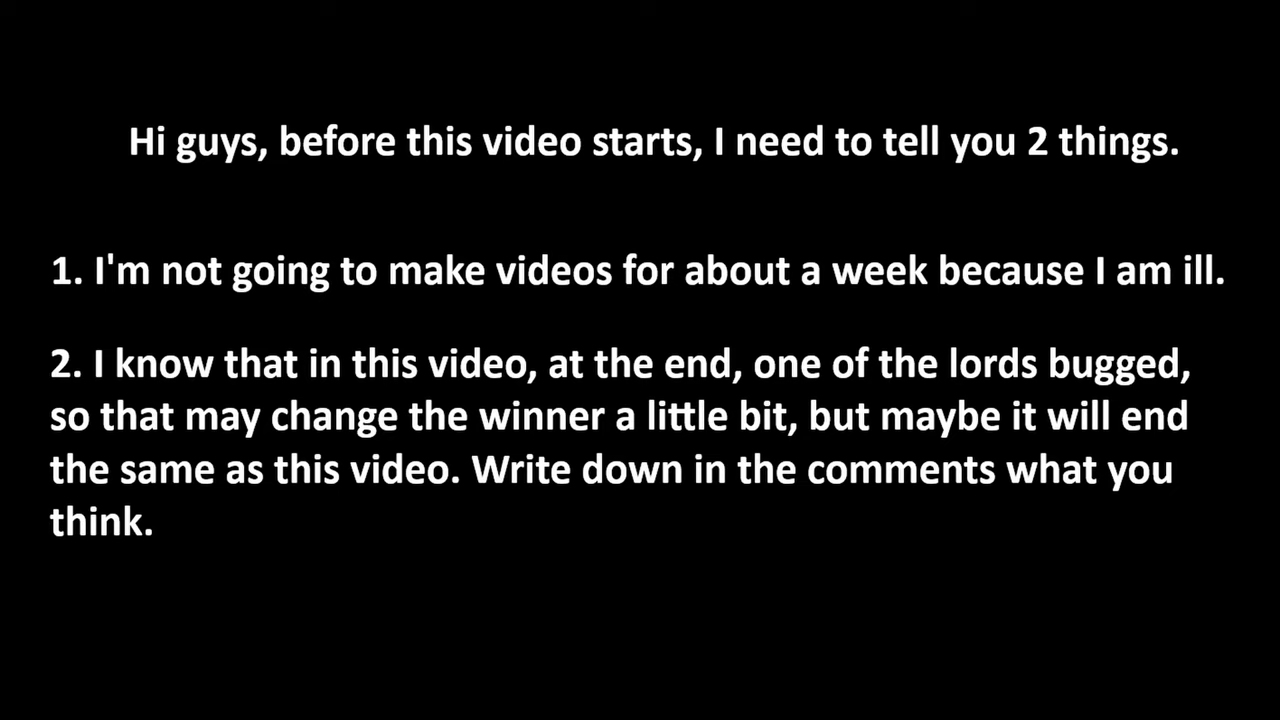 Hi guys, before this video starts, I need to tell you 2 things.
1. I'm not going to make videos for about a week because I am ill.
2. I know that in this video, at the end, one of the lords bugged,
so that may change the winner a little bit, but maybe it will end
the same as this video. Write down in the comments what you
think.